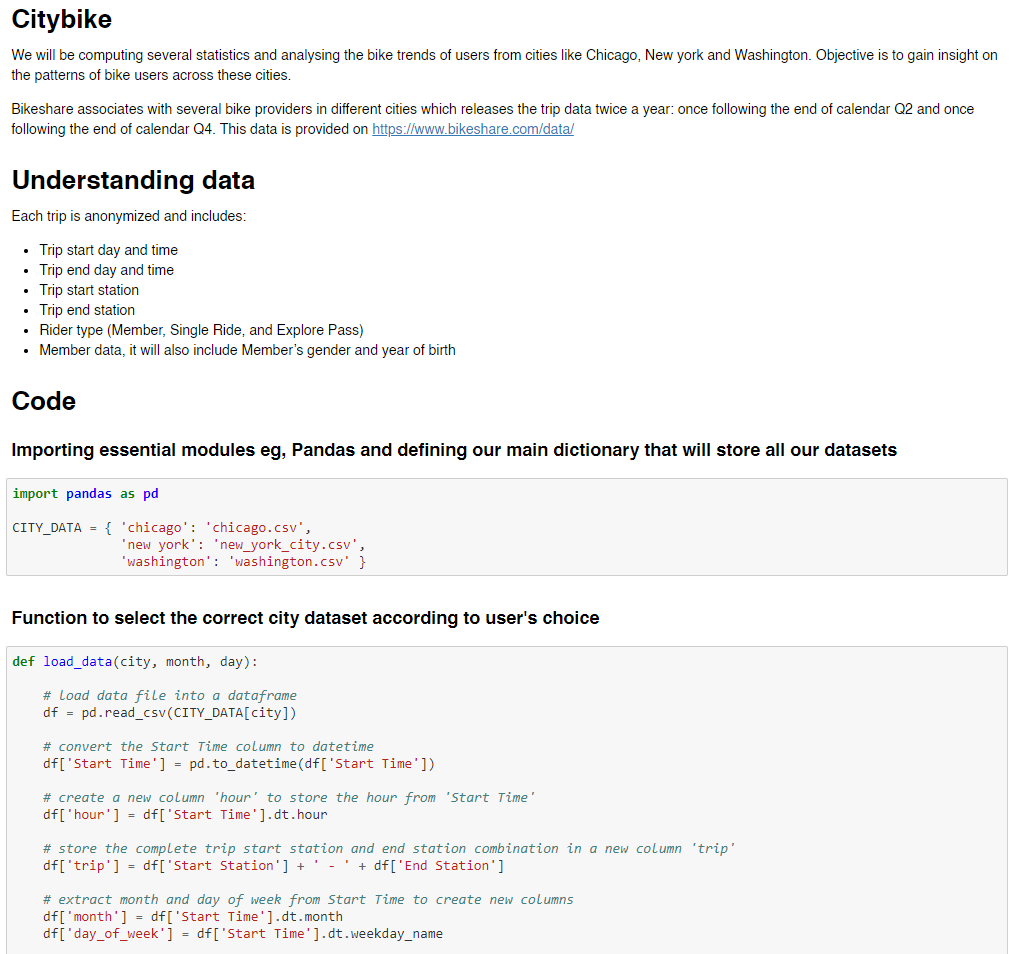 Citybike
We will be computing several statistics and analysing the bike trends of users from cities like Chicago, New york and Washington. Objective is to gain insight on
the patterns of bike users across these cities.
Bikeshare associates with several bike providers in different cities which releases the trip data twice a year: once following the end of calendar Q2 and once
following the end of calendar Q4. This data is provided on https://www.bikeshare.com/data/
Understanding data
Each trip is anonymized and includes:
• Trip start day and time
• Trip end day and time
• Trip start station
• Trip end station
• Rider type (Member, Single Ride, and Explore Pass)
• Member data, it will also include Member’s gender and year of birth
Code
Importing essential modules eg, Pandas and defining our main dictionary that will store all our datasets
import pandas as pd
CITY_DATA = { 'chicago': 'chicago.csv',
'new york': 'new_york_city.csv',
'washington': 'washington.csv' }
Function to select the correct city dataset according to user's choice
def load_data(city, month, day):
# load data file into a dataframe
df = pd.read_csv(CITY_DATA[city])
# convert the Start Time column to datetime
df['Start Time'] = pd.to_datetime(df['Start Time'])
# create a new column 'hour' to store the hour from 'Start Time'
df['hour'] = df['Start Time'].dt.hour
# store the complete trip start station and end station combination in a new column 'trip'
df['trip'] = df['Start Station'] + ' - ' + df['End Station']
# extract month and day of week from Start Time to create new columns
df['month'] = df['Start Time'].dt.month
df['day_of_week'] = df['Start Time'].dt.weekday_name